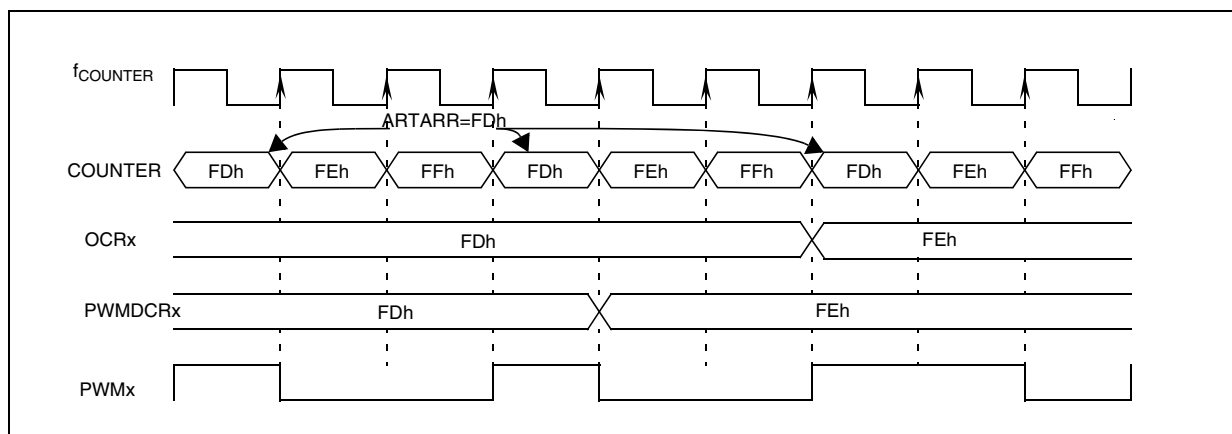 fCOUNTER
ARTARR=FDh
COUNTER FDh FEh FFh FDh FEh FFh FDh FEh FFh
OCRx FDh FEh
PWMDCRx FDh FEh
PWMx